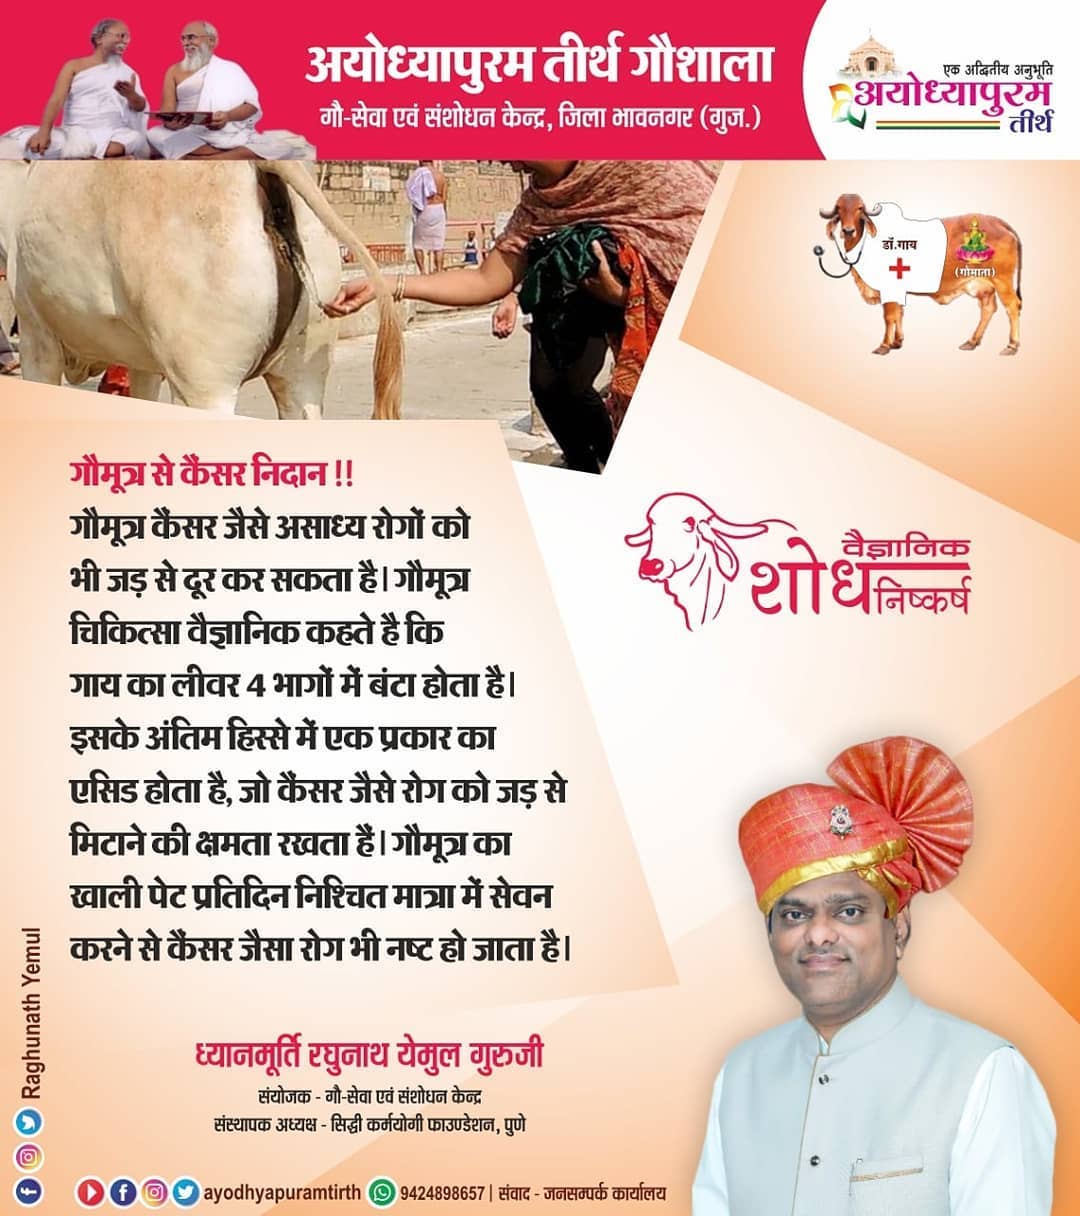 अयोध्यापुरम तीर्थ गौशाला
गौ-सेवा एवं संशोधन केन्द्र, जिला भावनगर (गुज.)
एक अद्वितीय अनुभूति
अयोध्यापुरम
तीर्थ
डॉ.गाय
(गोमाता)
गौमूत्र से कैंसर निदान !!
गौमूत्र कैंसर जैसे असाध्य रोगों को
भी जड़ से दूर कर सकता है। गौमूत्र
चिकित्सा वैज्ञानिक कहते है कि
गाय का लीवर 4 भागों में बंटा होता है।
इसके अंतिम हिस्से में एक प्रकार का
एसिड होता है, जो कैंसर जैसे रोग को जड़ से
मिटाने की क्षमता रखता हैं। गौमूत्र का
खाली पेट प्रतिदिन निश्चित मात्रा में सेवन
करने से कैंसर जैसा रोग भी नष्ट हो जाता है।
वैज्ञानिक
शोध निष्कर्ष
ध्यानमूर्ति रघुनाथ येमुल गुरुजी
संयोजक - गौ-सेवा एवं संशोधन केन्द्र
संस्थापक अध्यक्ष - सिद्धी कर्मयोगी फाउण्डेशन, पुणे
Raghunath Yemul
ayodhyapuramtirth 9424898657 | संवाद - जनसम्पर्क कार्यालय